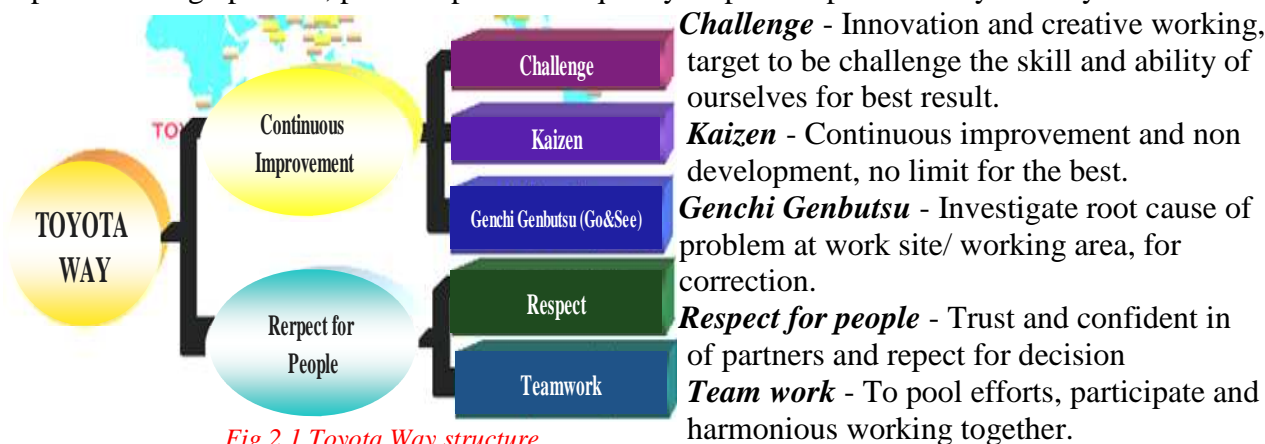 Challenge
Continuous
Improvement
Kaizen
Genchi Genbutsu (Go&See)
TOYOTA
WAY
Rerpect for
People
Respect
Teamwork
Fig 2.1 Toyota Way structure
Challenge - Innovation and creative working,
target to be challenge the skill and ability of
ourselves for best result.
Kaizen - Continuous improvement and non
development, no limit for the best.
Genchi Genbutsu - Investigate root cause of
problem at work site/ working area, for
correction.
Respect for people - Trust and confident in
of partners and repect for decision
Team work - To pool efforts, participate and
harmonious working together.